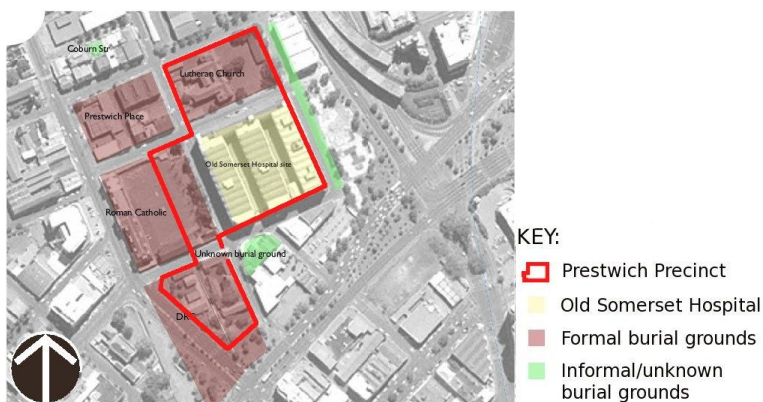 Coburn Str
Lutheran Church
Prestwich Place
Old Somerset Hospital site
Roman Catholic
Unknown burial ground
DRC
KEY:
Prestwich Precinct
Old Somerset Hospital
Formal burial grounds
Informal/unknown
burial grounds